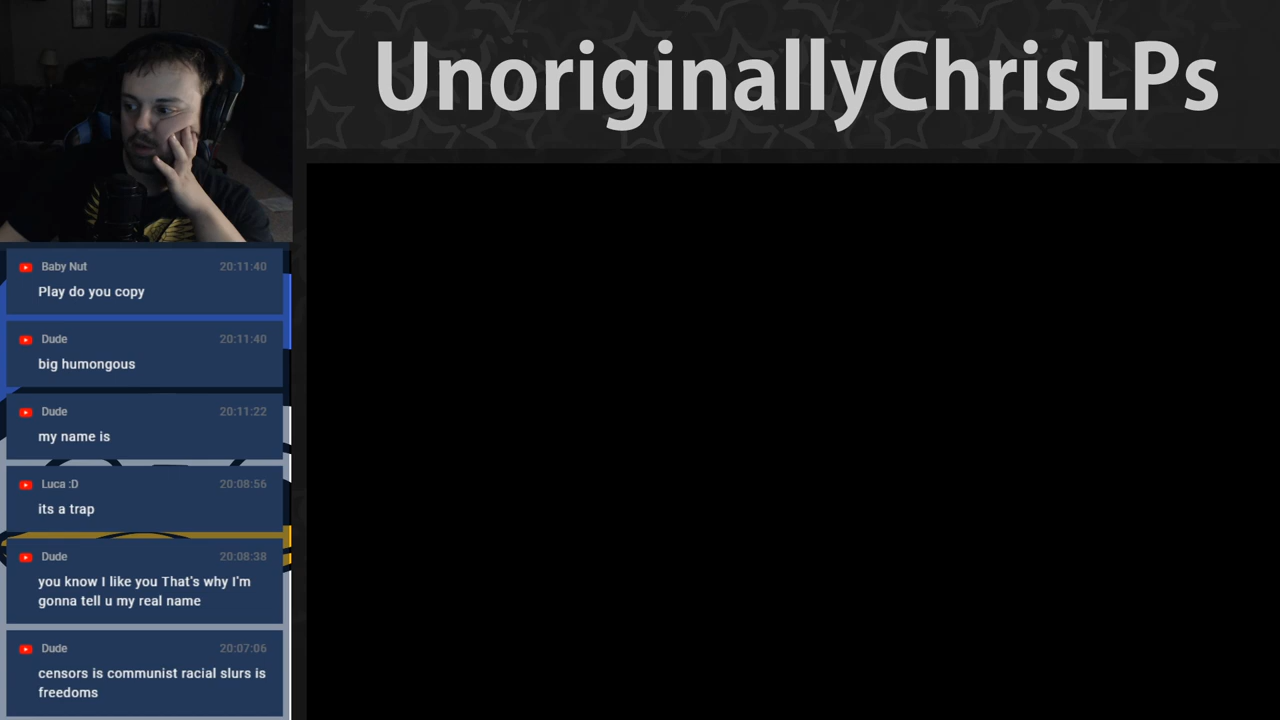 UnoriginallyChrisLPs
Baby Nut 20:11:40
Play do you copy
Dude 20:11:40
big humongous
Dude 20:11:22
my name is
Luca :D 20:08:56
its a trap
Dude 20:08:38
you know I like you That's why I'm
gonna tell u my real name
Dude 20:07:06
censors is communist racial slurs is
freedoms